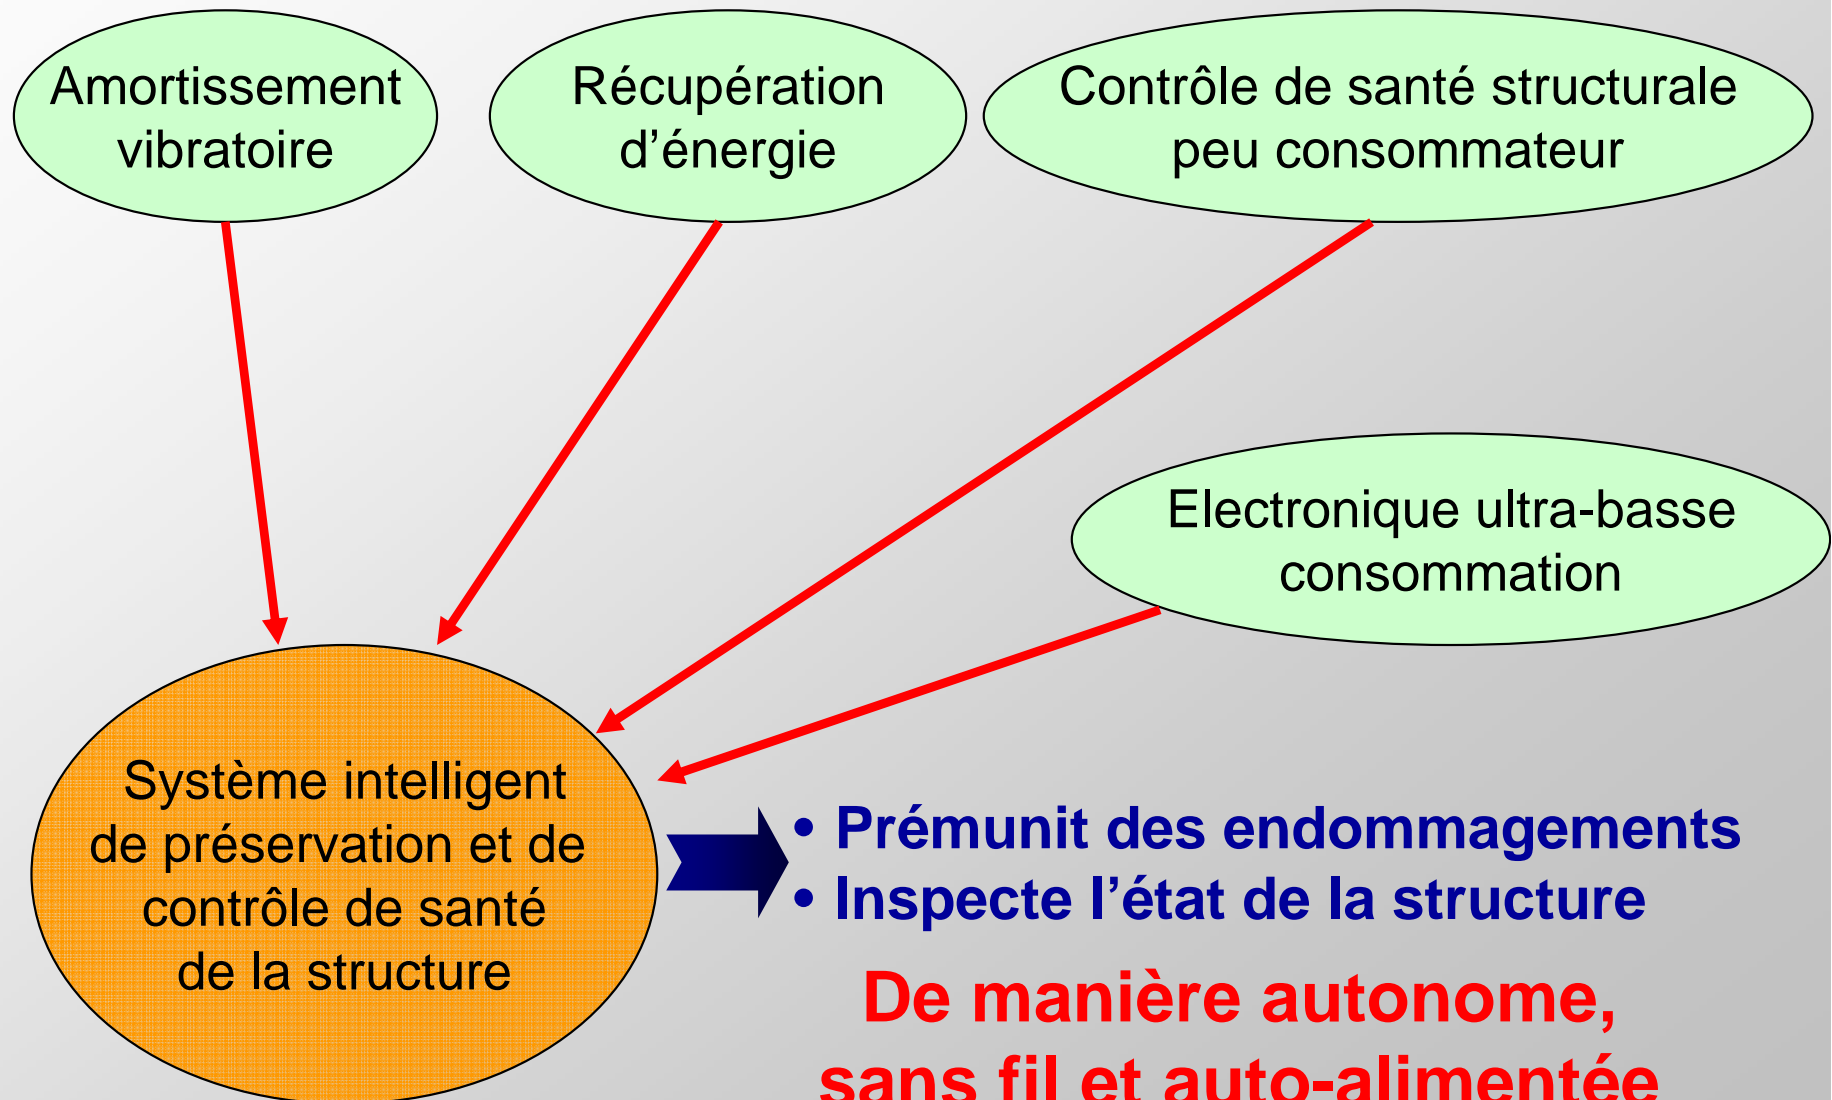 Amortissement
vibratoire
Récupération
d’énergie
Contrôle de santé structurale
peu consommateur
Electronique ultra-basse
consommation
Système intelligent
de préservation et de
contrôle de santé
de la structure
• Prémunit des endommagements
• Inspecte l’état de la structure
De manière autonome,
sans fil et auto-alimentée